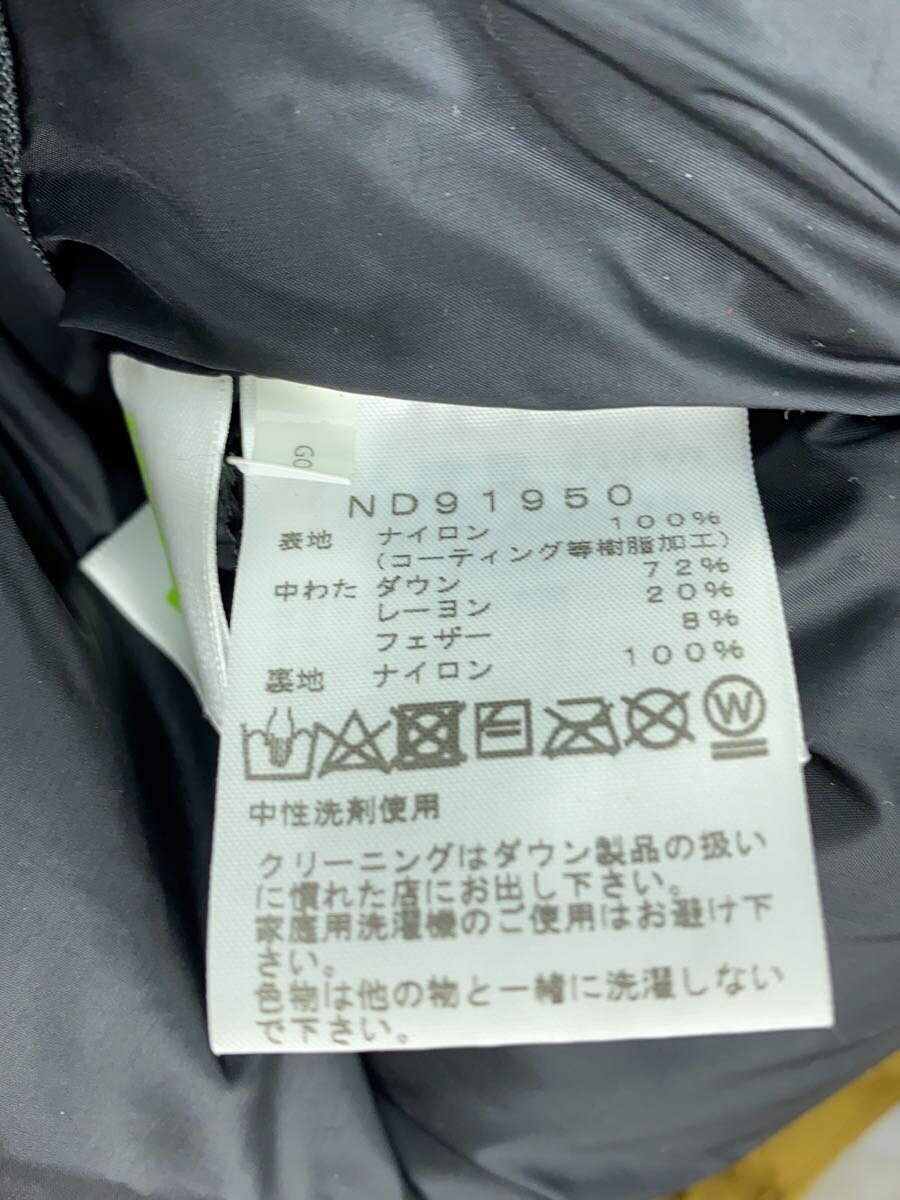 GO
ND91950
表地 ナイロン 100%
(コーティング等樹脂加工)
中わた ダウン 72%
レーヨン 20%
フェザー 8%
裏地 ナイロン 100%
W
中性洗剤使用
クリーニングはダウン製品の扱い
に慣れた店にお出し下さい。
家庭用洗濯機のご使用はお避け下
さい。
色物は他の物と一緒に洗濯しない
で下さい。